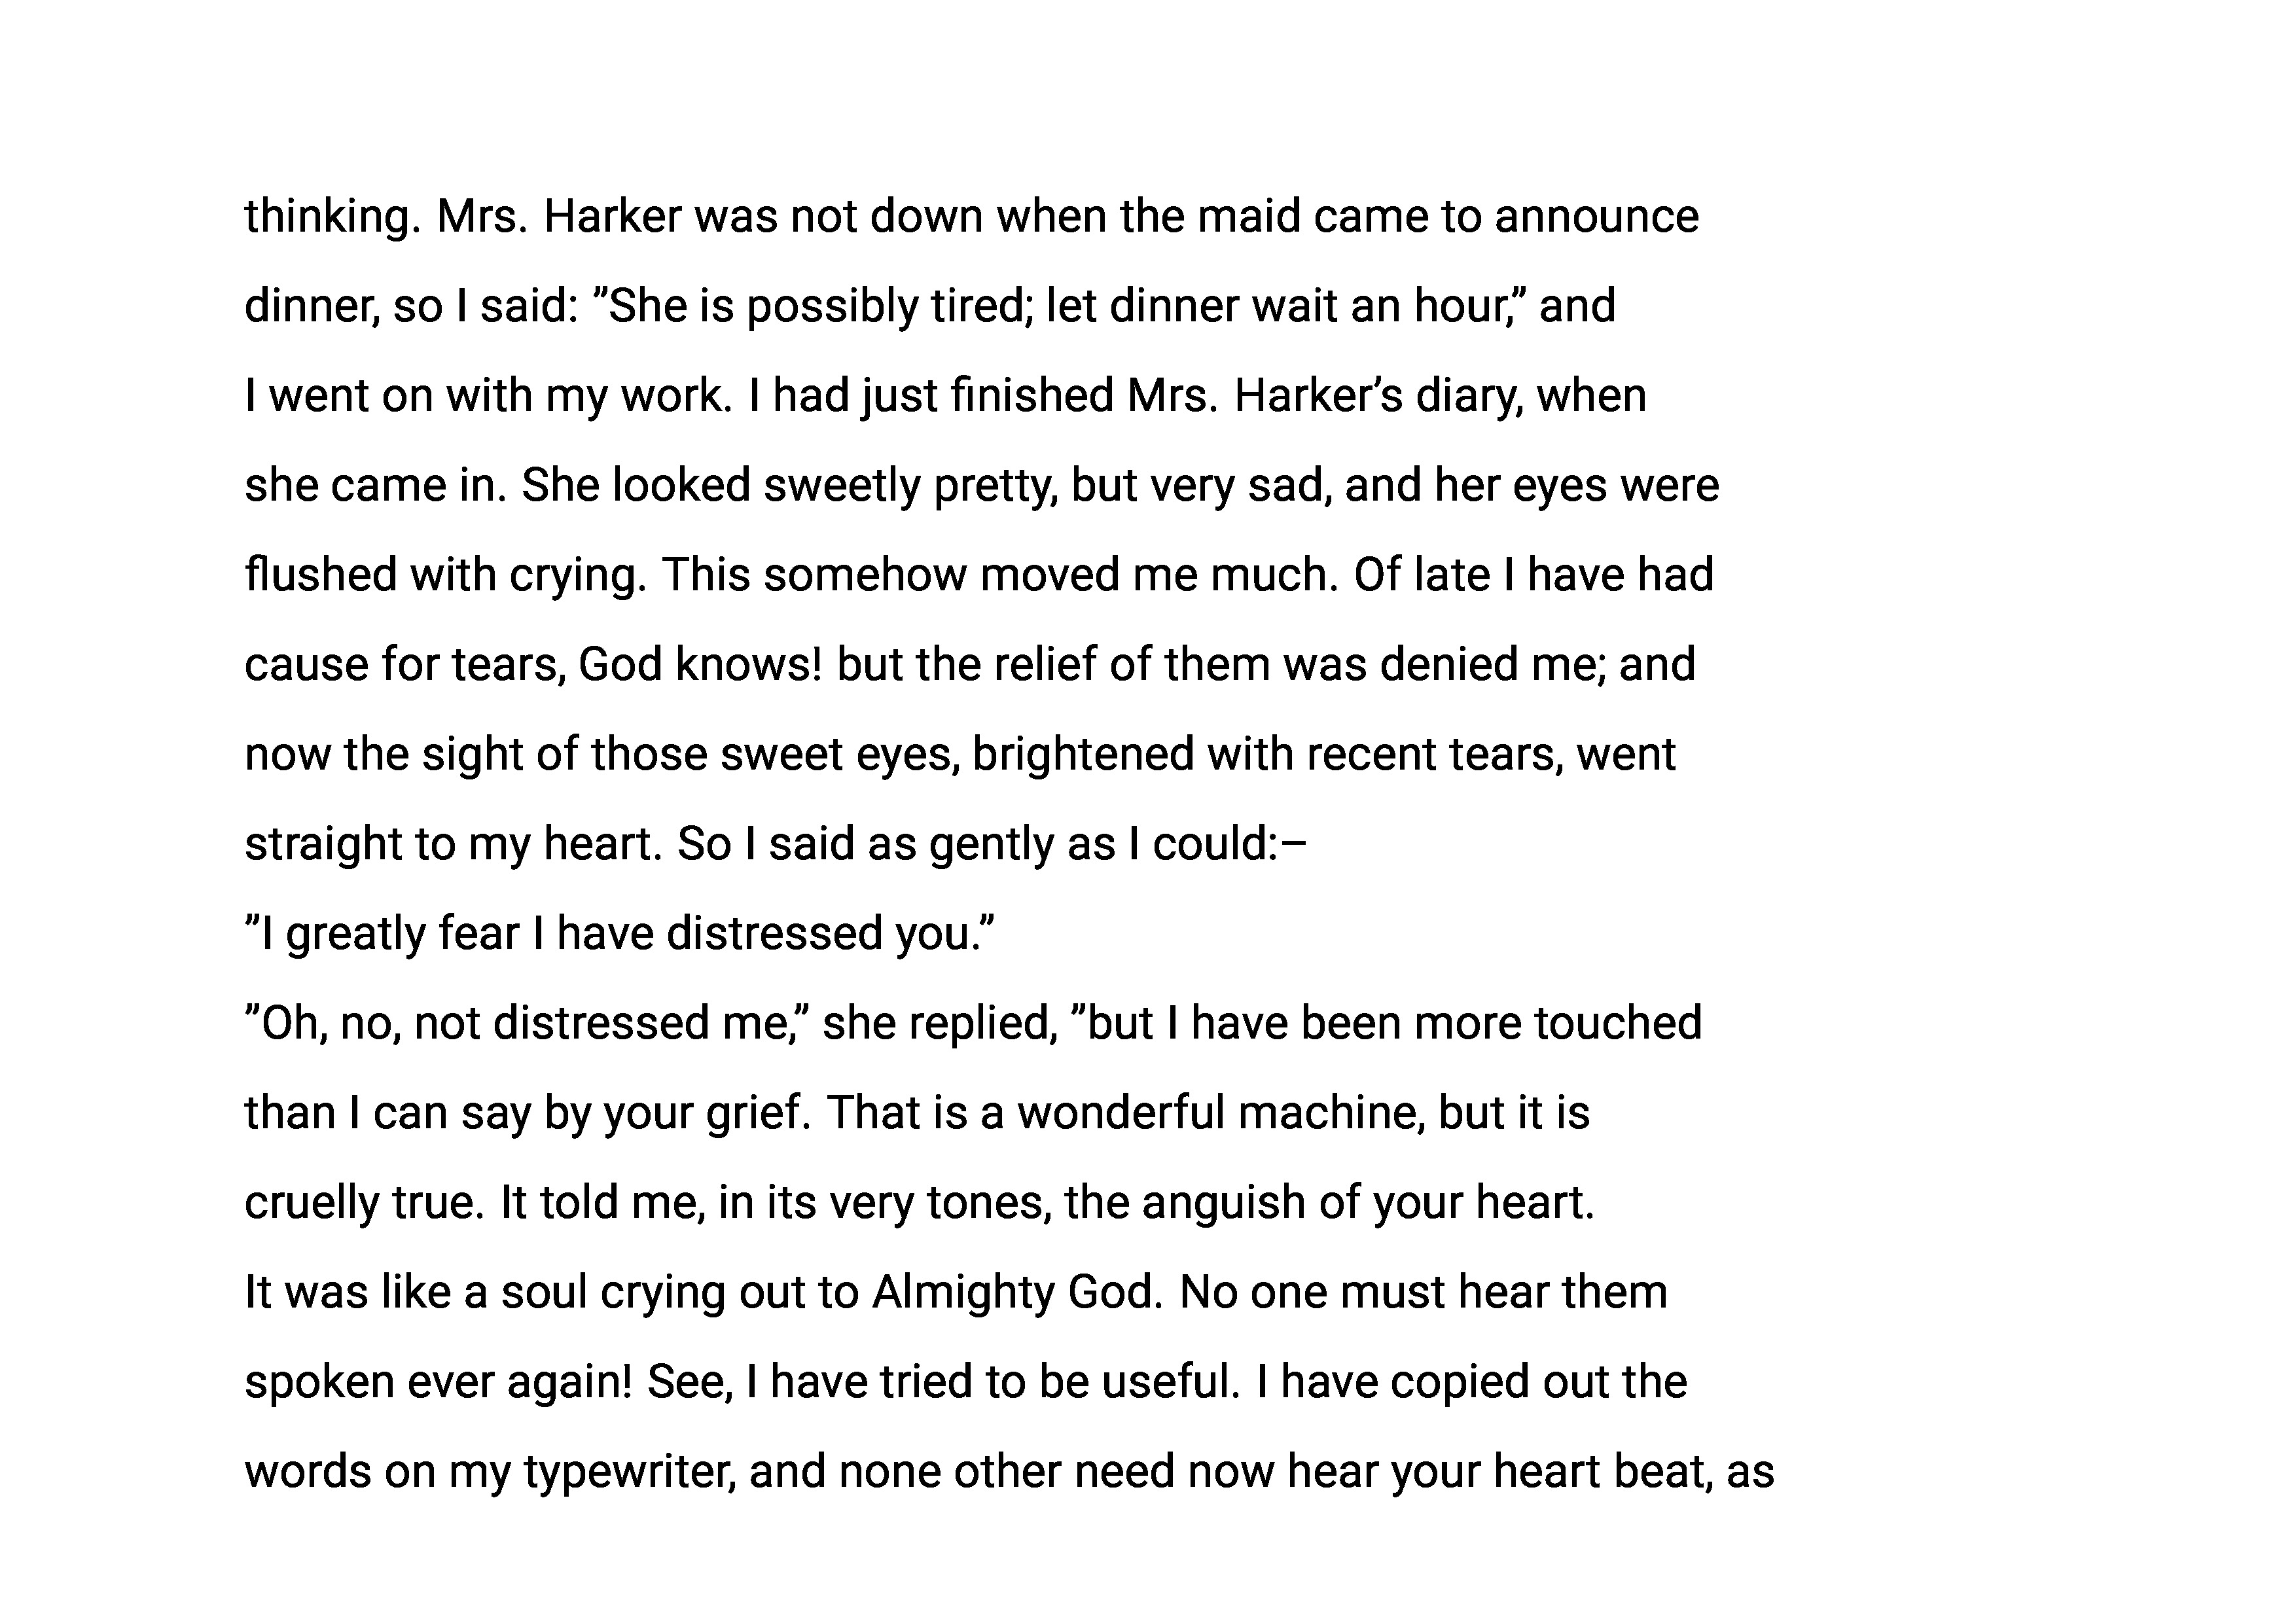 thinking. Mrs. Harker was not down when the maid came to announce
dinner, so I said: ”She is possibly tired; let dinner wait an hour,” and
I went on with my work. I had just finished Mrs. Harker’s diary, when
she came in. She looked sweetly pretty, but very sad, and her eyes were
flushed with crying. This somehow moved me much. Of late I have had
cause for tears, God knows! but the relief of them was denied me; and
now the sight of those sweet eyes, brightened with recent tears, went
straight to my heart. So I said as gently as I could:–
”I greatly fear I have distressed you.”
”Oh, no, not distressed me,” she replied, ”but I have been more touched
than I can say by your grief. That is a wonderful machine, but it is
cruelly true. It told me, in its very tones, the anguish of your heart.
It was like a soul crying out to Almighty God. No one must hear them
spoken ever again! See, I have tried to be useful. I have copied out the
words on my typewriter, and none other need now hear your heart beat, as